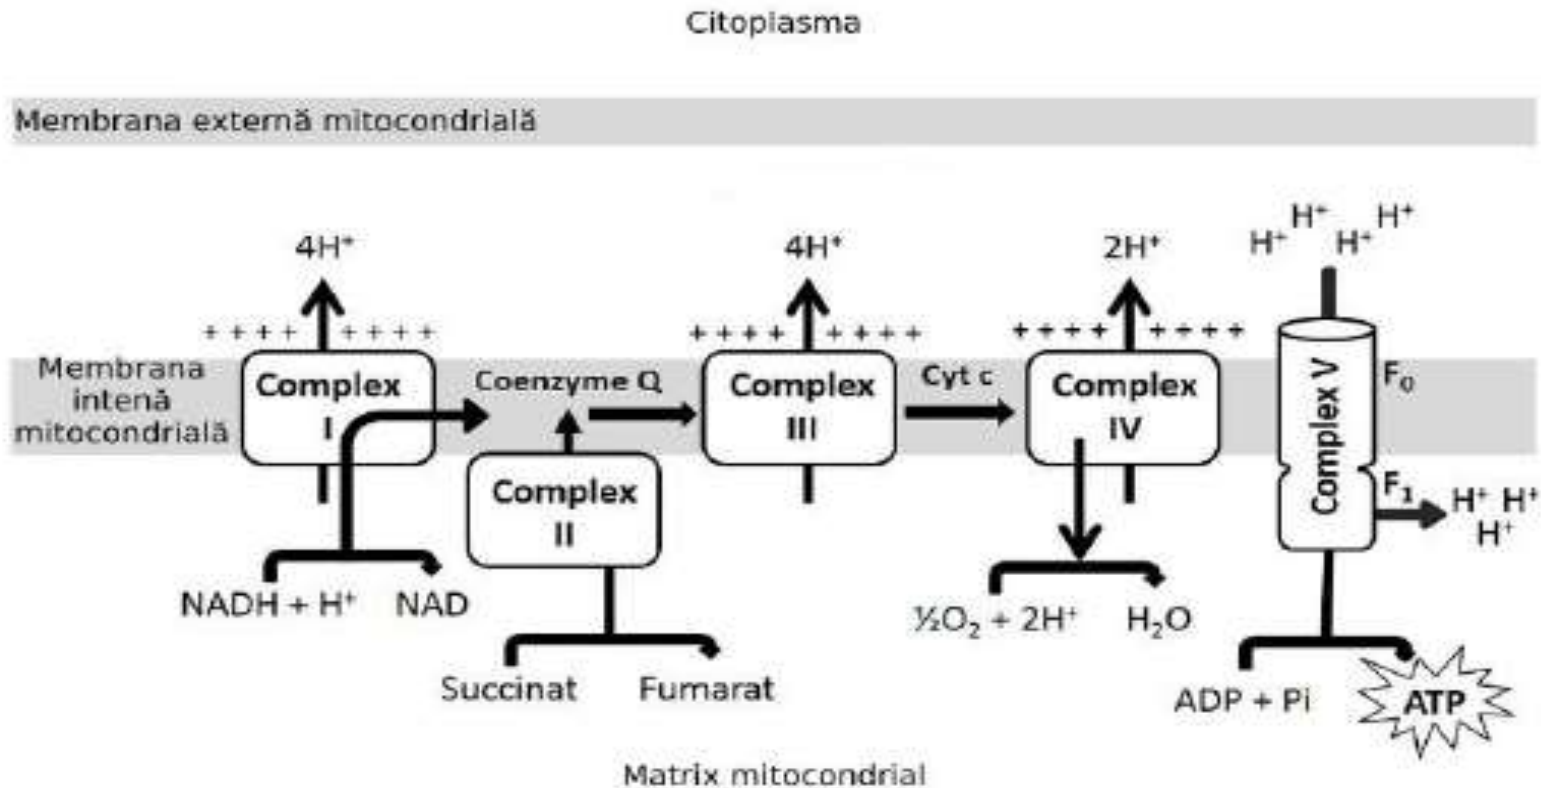 Citoplasma
Membrana externă mitocondrială
4H⁺
4H⁺
2H⁺
H⁺ H⁺ H⁺ H⁺
+ + + + + + + +
+ + + + + + + +
+ + + + + + + +
Membrana
intenă
mitocondrială
Complex
I
Coenzyme Q
Complex
II
Complex
III
Cyt c
Complex
IV
Complex V
F₀
F₁
H⁺ H⁺
H⁺
NADH + H⁺ NAD
Succinat Fumarat
½O₂ + 2H⁺ H₂O
ADP + Pi ATP
Matrix mitocondrial